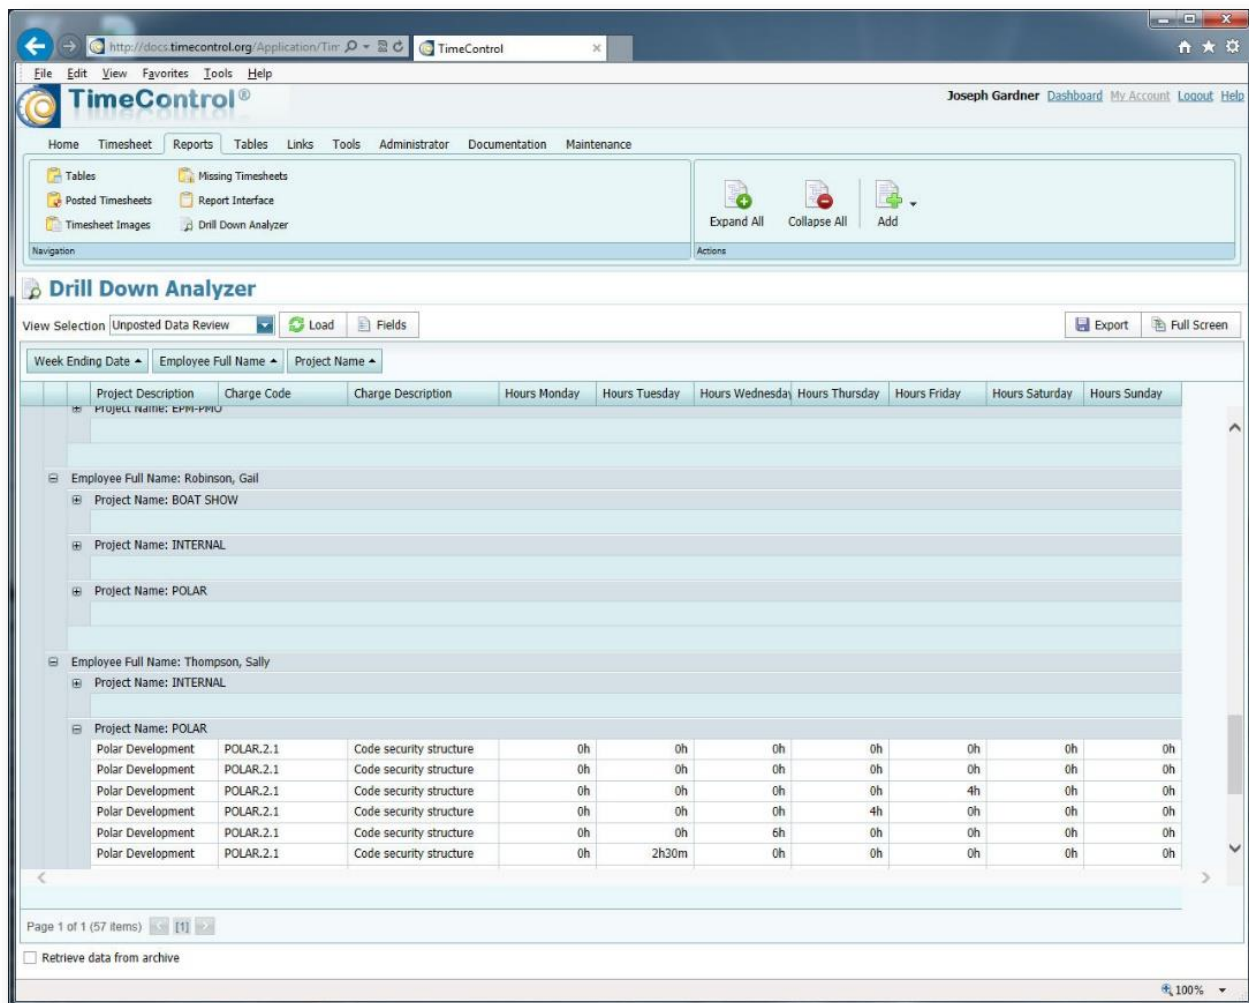 http://docs.timecontrol.org/Application/Tim
TimeControl
File Edit View Favorites Tools Help
TimeControl®
Joseph Gardner Dashboard My Account Logout Help
Home Timesheet Reports Tables Links Tools Administrator Documentation Maintenance
Tables Missing Timesheets
Posted Timesheets Report Interface
Timesheet Images Drill Down Analyzer
Expand All Collapse All Add
Navigation Actions
Drill Down Analyzer
View Selection Unposted Data Review Load Fields Export Full Screen
Week Ending Date Employee Full Name Project Name
Project Description Charge Code Charge Description Hours Monday Hours Tuesday Hours Wednesday Hours Thursday Hours Friday Hours Saturday Hours Sunday
Project Name: EPM-PMO
Employee Full Name: Robinson, Gail
Project Name: BOAT SHOW
Project Name: INTERNAL
Project Name: POLAR
Employee Full Name: Thompson, Sally
Project Name: INTERNAL
Project Name: POLAR
Polar Development POLAR.2.1 Code security structure 0h 0h 0h 0h 0h 0h 0h
Polar Development POLAR.2.1 Code security structure 0h 0h 0h 0h 0h 0h 0h
Polar Development POLAR.2.1 Code security structure 0h 0h 0h 0h 4h 0h 0h
Polar Development POLAR.2.1 Code security structure 0h 0h 0h 4h 0h 0h 0h
Polar Development POLAR.2.1 Code security structure 0h 0h 6h 0h 0h 0h 0h
Polar Development POLAR.2.1 Code security structure 0h 2h30m 0h 0h 0h 0h 0h
Page 1 of 1 (57 items) [1]
Retrieve data from archive
100%